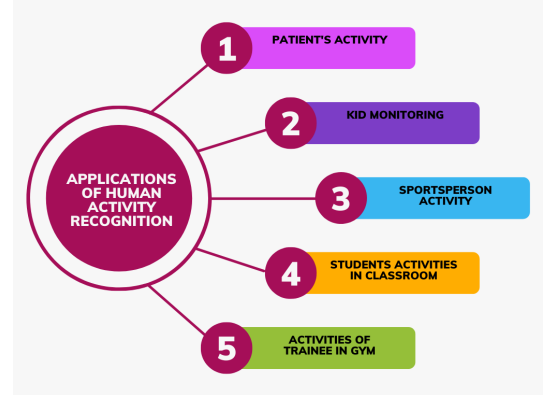 APPLICATIONS
OF HUMAN
ACTIVITY
RECOGNITION
1
PATIENT'S ACTIVITY
2
KID MONITORING
3
SPORTSPERSON
ACTIVITY
4
STUDENTS ACTIVITIES
IN CLASSROOM
5
ACTIVITIES OF
TRAINEE IN GYM